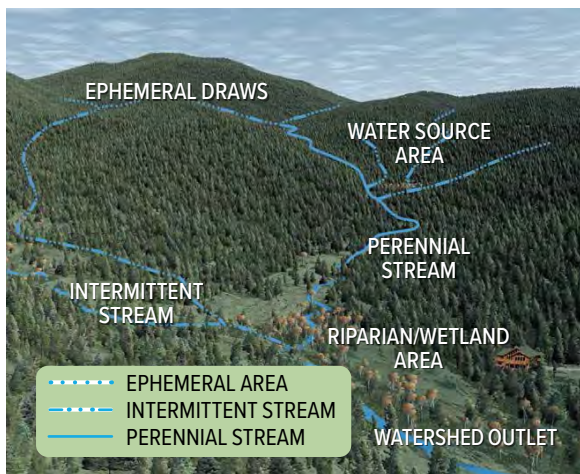 EPHEMERAL DRAWS
WATER SOURCE
AREA
PERENNIAL
STREAM
INTERMITTENT
STREAM
RIPARIAN/WETLAND
AREA
EPHEMERAL AREA
INTERMITTENT STREAM
PERENNIAL STREAM
WATERSHED OUTLET